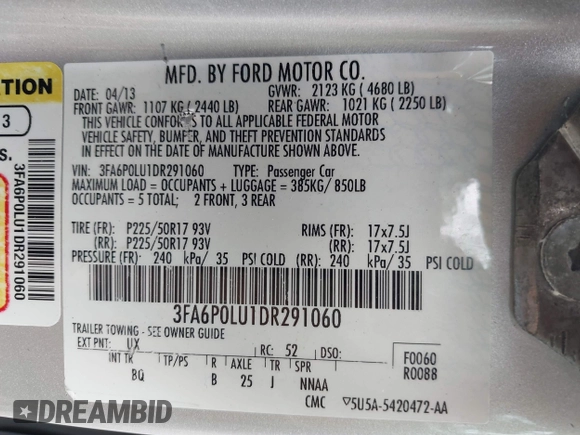 TION
3
S.
3FA6P0LU1DR291060
MFD. BY FORD MOTOR CO.
DATE: 04/13 GVWR: 2123 KG ( 4680 LB)
FRONT GAWR: 1107 KG ( 2440 LB) REAR GAWR: 1021 KG ( 2250 LB)
THIS VEHICLE CONFORMS TO ALL APPLICABLE FEDERAL MOTOR
VEHICLE SAFETY, BUMPER, AND THEFT PREVENTION STANDARDS
IN EFFECT ON THE DATE OF MANUFACTURE SHOWN ABOVE.
VIN: 3FA6P0LU1DR291060 TYPE: Passenger Car
MAXIMUM LOAD = OCCUPANTS + LUGGAGE = 385KG/ 850LB
OCCUPANTS = 5 TOTAL; 2 FRONT, 3 REAR
TIRE (FR): P225/50R17 93V RIMS (FR): 17x7.5J
(RR): P225/50R17 93V (RR): 17x7.5J
PRESSURE (FR): 240 kPa/ 35 PSI COLD (RR): 240 kPa/ 35 PSI COLD
3FA6P0LU1DR291060
TRAILER TOWING - SEE OWNER GUIDE
EXT PNT: UX RC: 52 DSO: F0060
INT TK TP/PS R AXLE TR SPR R0088
BQ B 25 J NNAA
CMC ▽5U5A-5420472-AA
DREAMBID